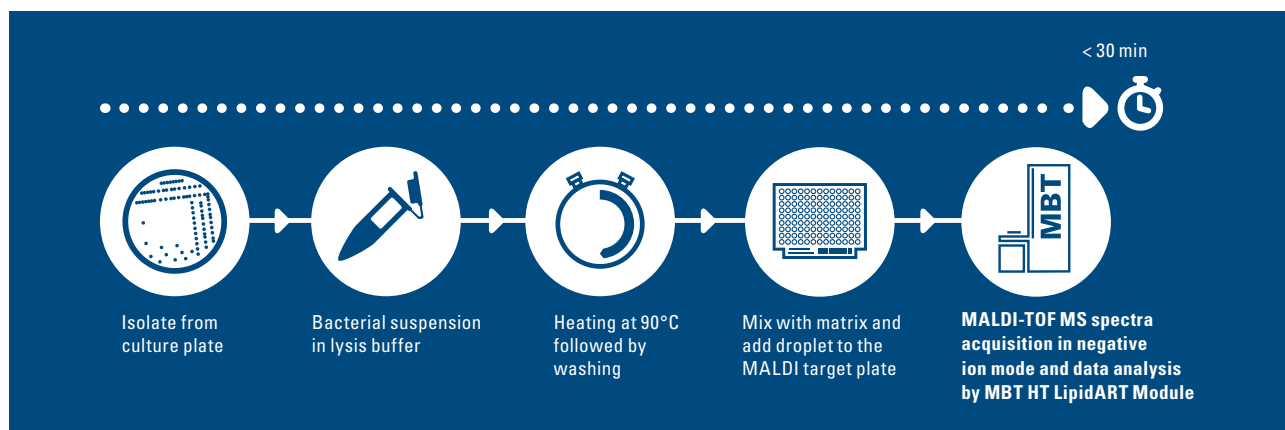 < 30 min
Isolate from
culture plate
Bacterial suspension
in lysis buffer
Heating at 90°C
followed by
washing
Mix with matrix and
add droplet to the
MALDI target plate
MBT
MALDI-TOF MS spectra
acquisition in negative
ion mode and data analysis
by MBT HT LipidART Module